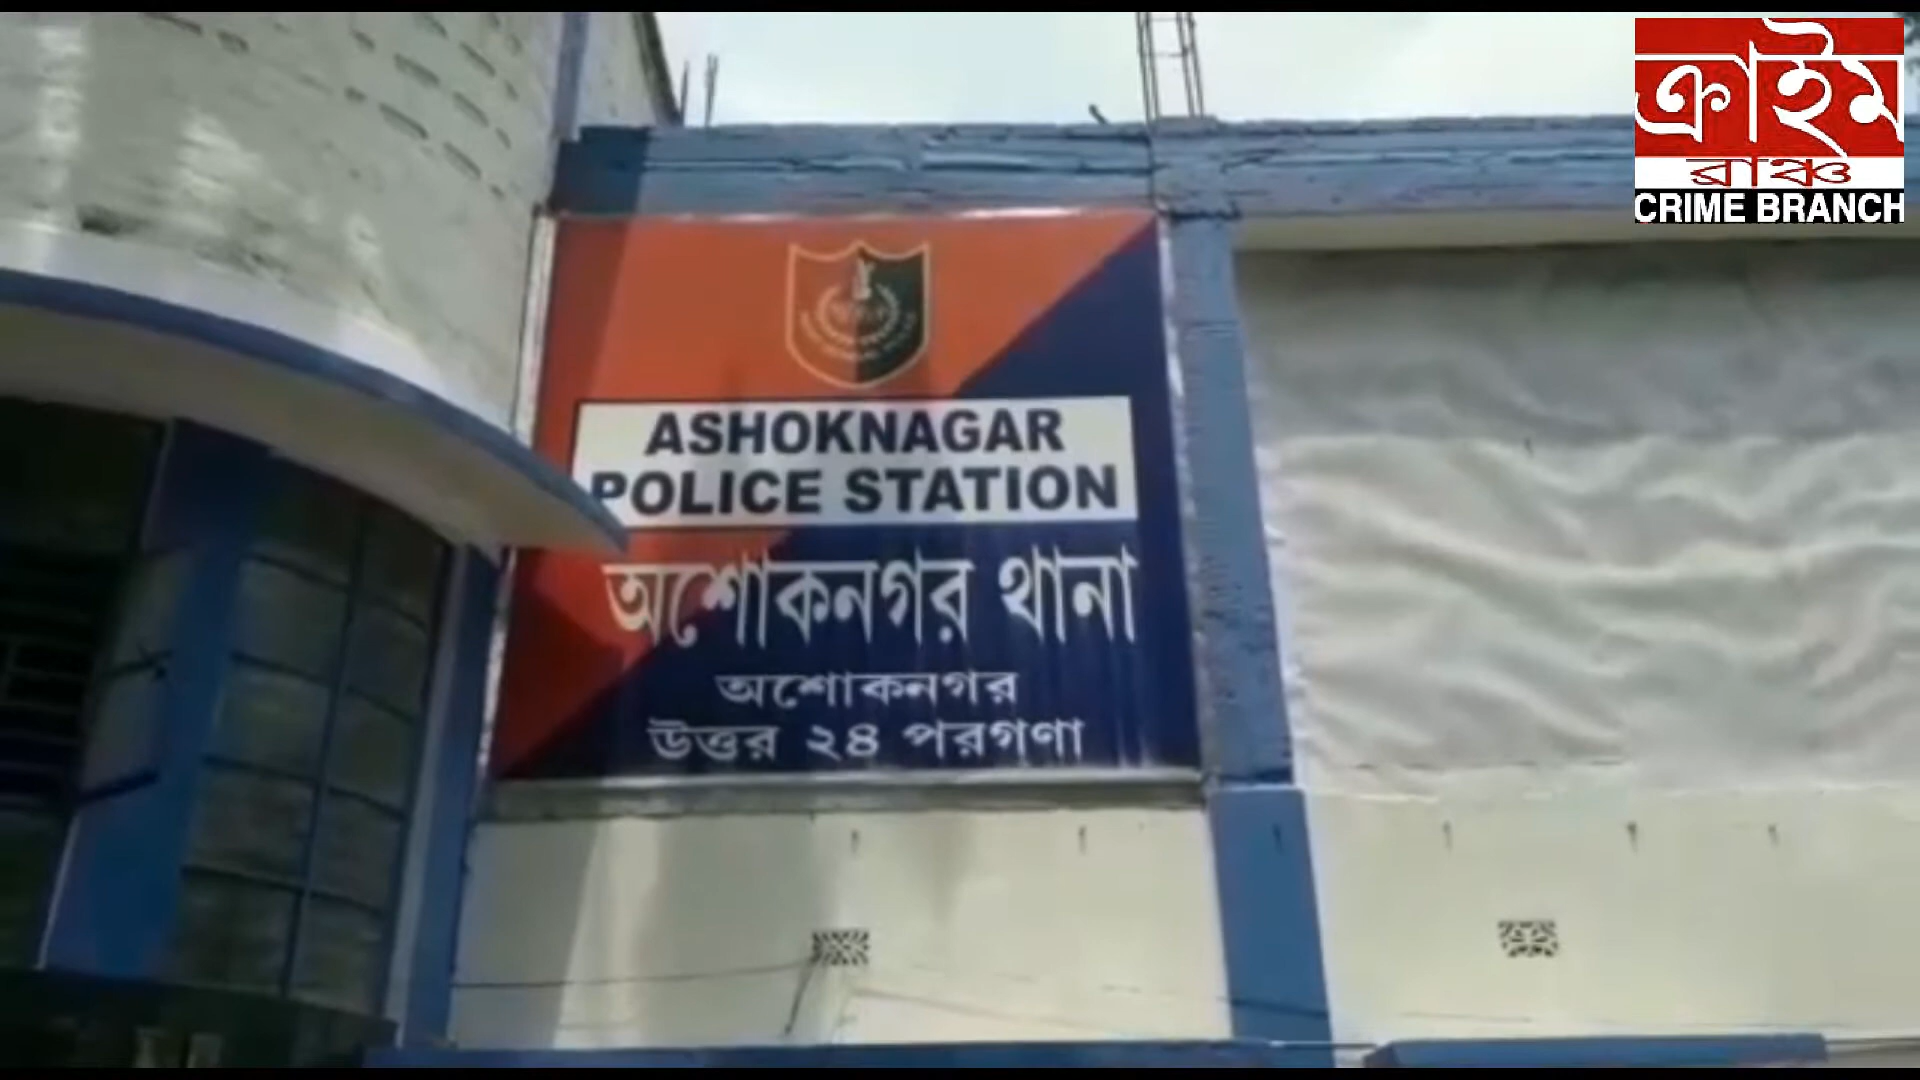 ক্রাইম
ব্রাঞ্চ
CRIME BRANCH
ASHOKNAGAR
POLICE STATION
অশোকনগর থানা
অশোকনগর
উত্তর ২৪ পরগণা